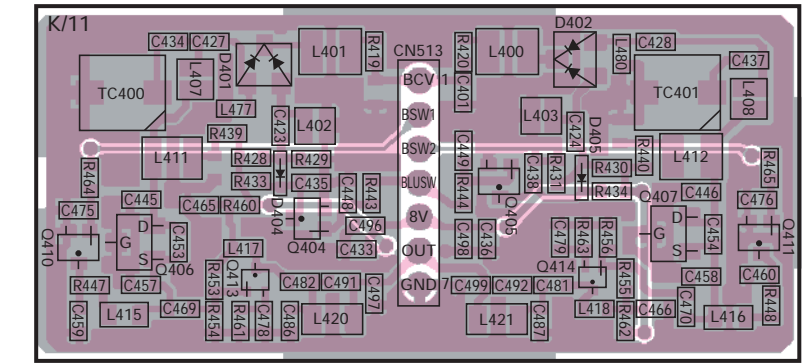 K/11
D402
C434
C427
D401
L401
R419
CN513
R420
L400
L480
C428
C437
TC400
L407
L477
BCV 1
C401
TC401
L408
R439
C423
L402
BSW1
L403
C424
D405
L411
R428
R429
BSW2
C449
C438
R431
R430
R440
L412
R465
R464
R433
C435
BLUSW
R444
R434
C445
C465
R460
D404
C448
R443
Q405
Q407
C446
C476
C475
D
G
S
C453
Q404
C496
8V
C479
R463
R456
D
G
S
C454
Q411
Q410
Q406
L417
C433
OUT
C498
C436
R447
C457
R453
Q413
C482
C491
C497
GND 7
C499
C492
C481
Q414
R455
C458
C460
C459
L415
C469
R454
R461
C478
C486
L420
L421
C487
L418
R462
C466
C470
L416
R448